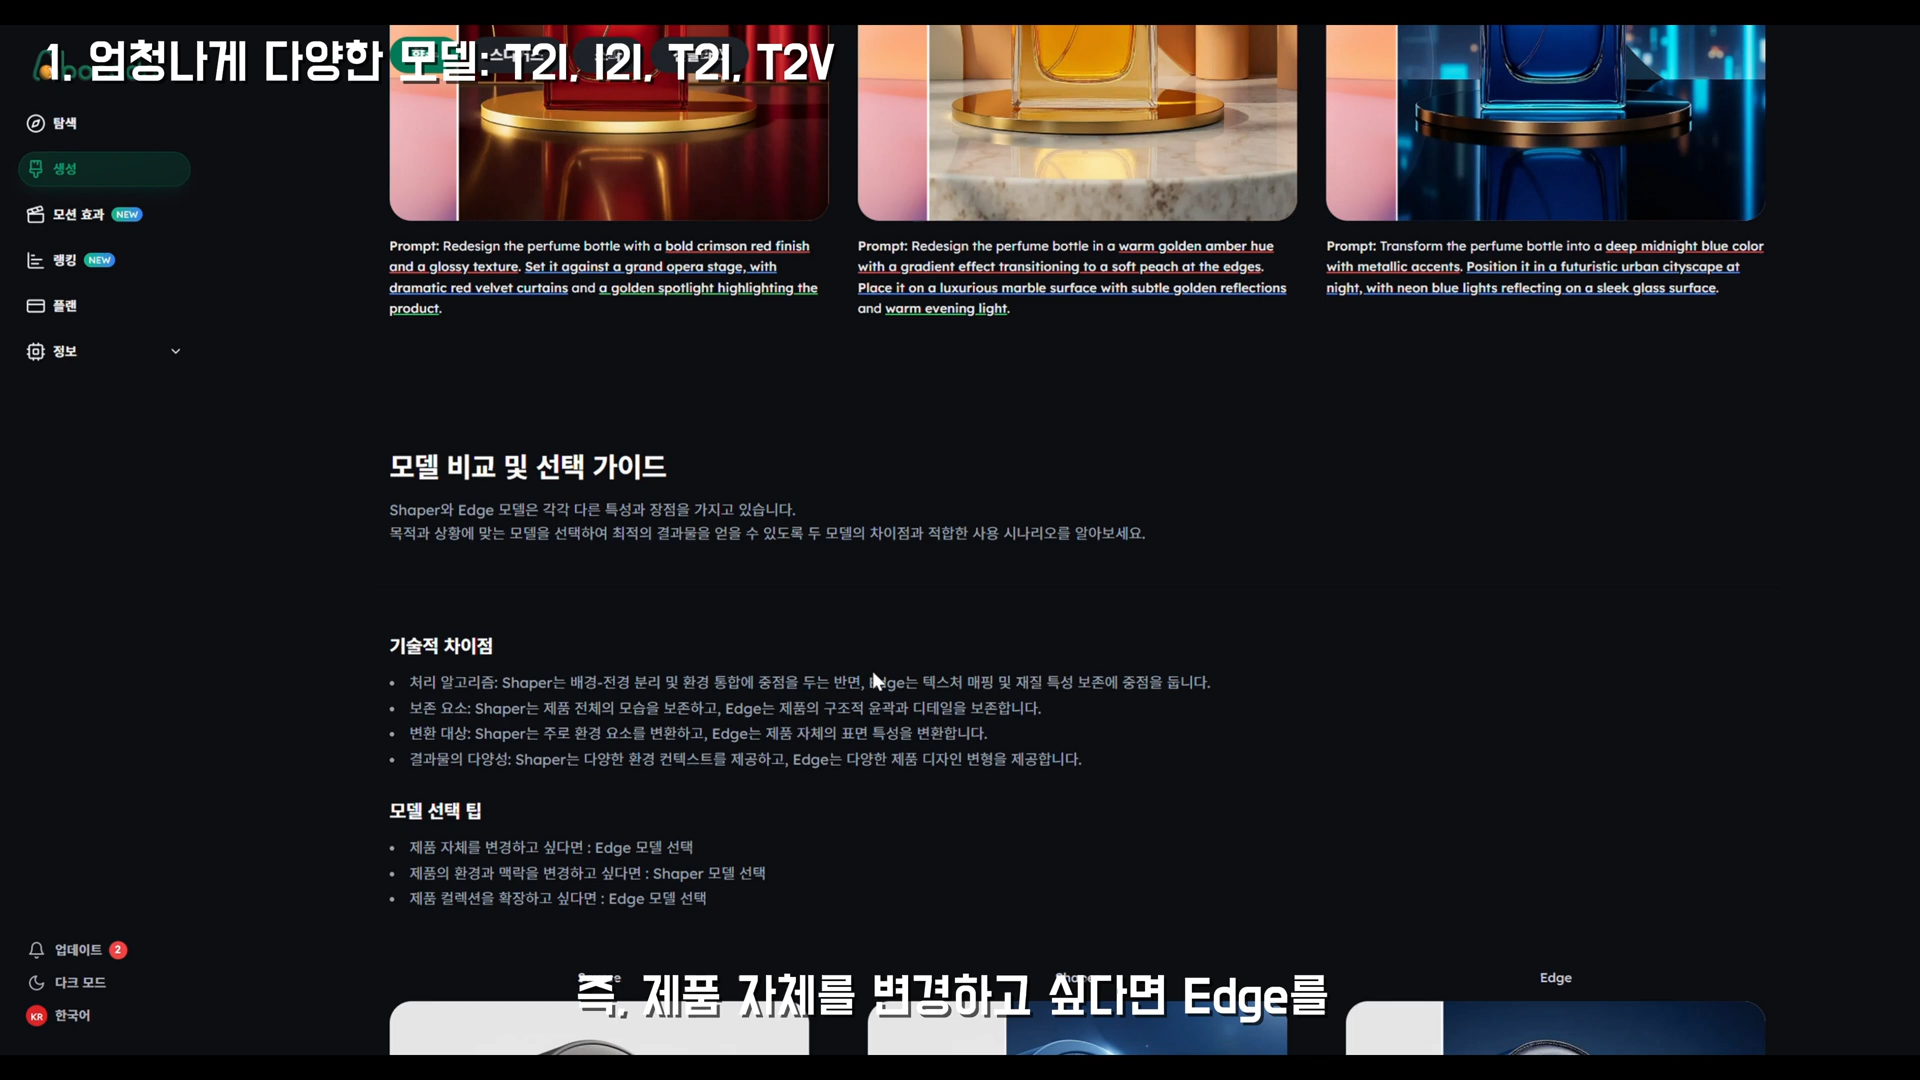 1. 엄청나게 다양한 모델: T2I, I2I, T2I, T2V
탐색
생성
모션 효과 NEW
랭킹 NEW
플랜
정보
Prompt: Redesign the perfume bottle with a bold crimson red finish
and a glossy texture. Set it against a grand opera stage, with
dramatic red velvet curtains and a golden spotlight highlighting the
product.
Prompt: Redesign the perfume bottle in a warm golden amber hue
with a gradient effect transitioning to a soft peach at the edges.
Place it on a luxurious marble surface with subtle golden reflections
and warm evening light.
Prompt: Transform the perfume bottle into a deep midnight blue color
with metallic accents. Position it in a futuristic urban cityscape at
night, with neon blue lights reflecting on a sleek glass surface.
모델 비교 및 선택 가이드
Shaper와 Edge 모델은 각각 다른 특성과 장점을 가지고 있습니다.
목적과 상황에 맞는 모델을 선택하여 최적의 결과물을 얻을 수 있도록 두 모델의 차이점과 적합한 사용 시나리오를 알아보세요.
기술적 차이점
• 처리 알고리즘: Shaper는 배경-전경 분리 및 환경 통합에 중점을 두는 반면, Edge는 텍스처 매핑 및 재질 특성 보존에 중점을 둡니다.
• 보존 요소: Shaper는 제품 전체의 모습을 보존하고, Edge는 제품의 구조적 윤곽과 디테일을 보존합니다.
• 변환 대상: Shaper는 주로 환경 요소를 변환하고, Edge는 제품 자체의 표면 특성을 변환합니다.
• 결과물의 다양성: Shaper는 다양한 환경 컨텍스트를 제공하고, Edge는 다양한 제품 디자인 변형을 제공합니다.
모델 선택 팁
• 제품 자체를 변경하고 싶다면 : Edge 모델 선택
• 제품의 환경과 맥락을 변경하고 싶다면 : Shaper 모델 선택
• 제품 컬렉션을 확장하고 싶다면 : Edge 모델 선택
업데이트 2
다크 모드
KR 한국어
Edge
즉, 제품 자체를 변경하고 싶다면 Edge를